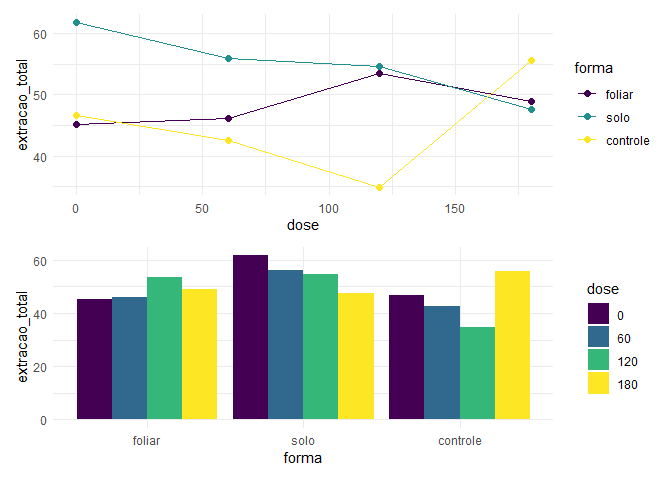 extracao_total
60
50
40
0
50
100
150
dose
forma
foliar
solo
controle
extracao_total
60
40
20
0
foliar
solo
controle
forma
dose
0
60
120
180